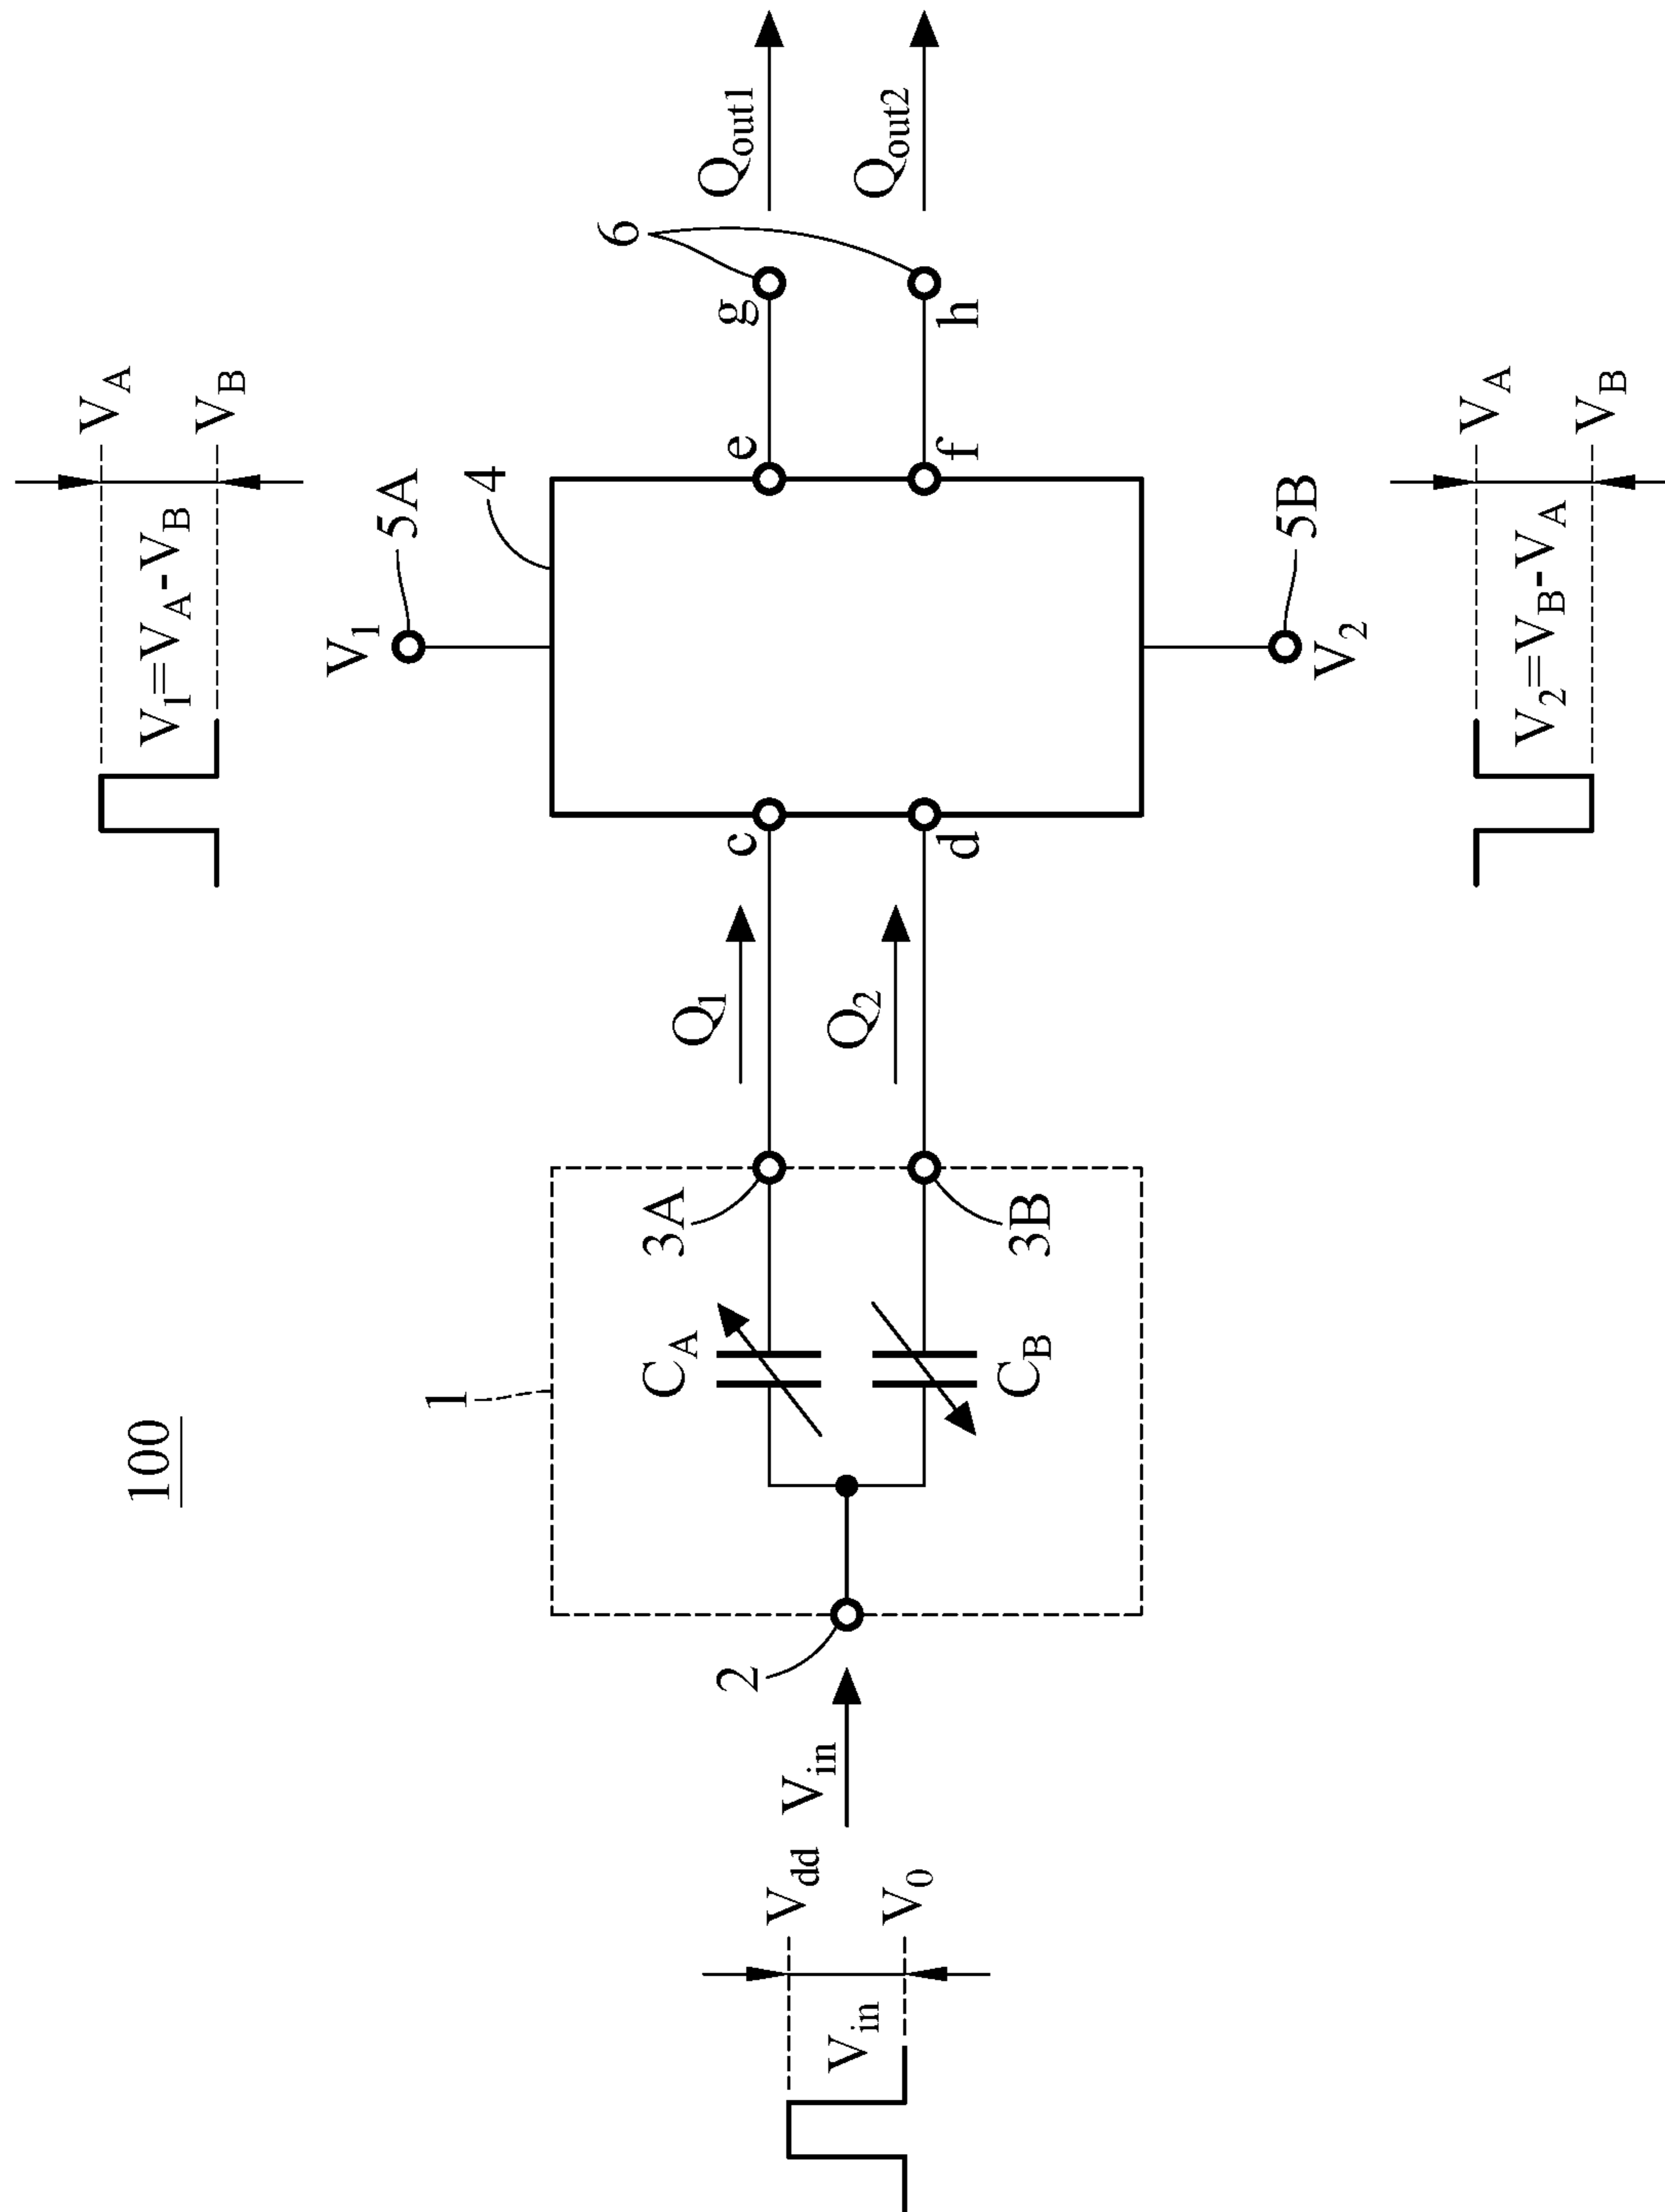 100
V_A
V_1=V_A-V_B
V_B
V_1
5A
4
1
C_A
3A
Q_1
c
e
g
6
Q_out1
V_dd
V_in
V_in
V_0
2
C_B
3B
Q_2
d
f
h
Q_out2
V_2
5B
V_A
V_2=V_B-V_A
V_B